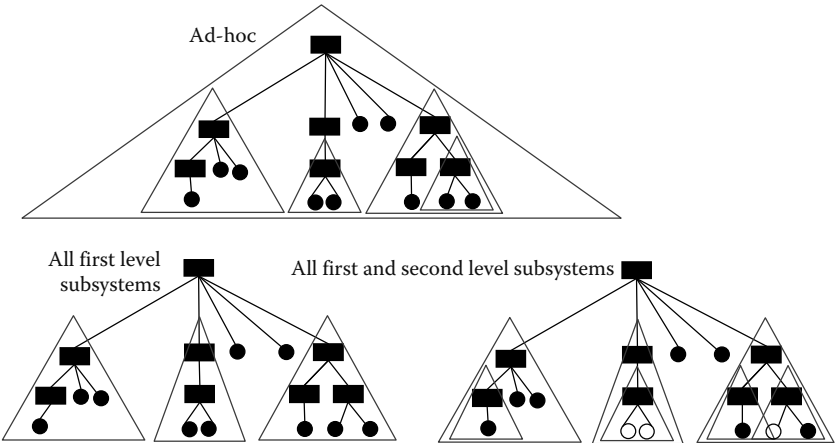 Ad-hoc
All first level
subsystems
All first and second level subsystems